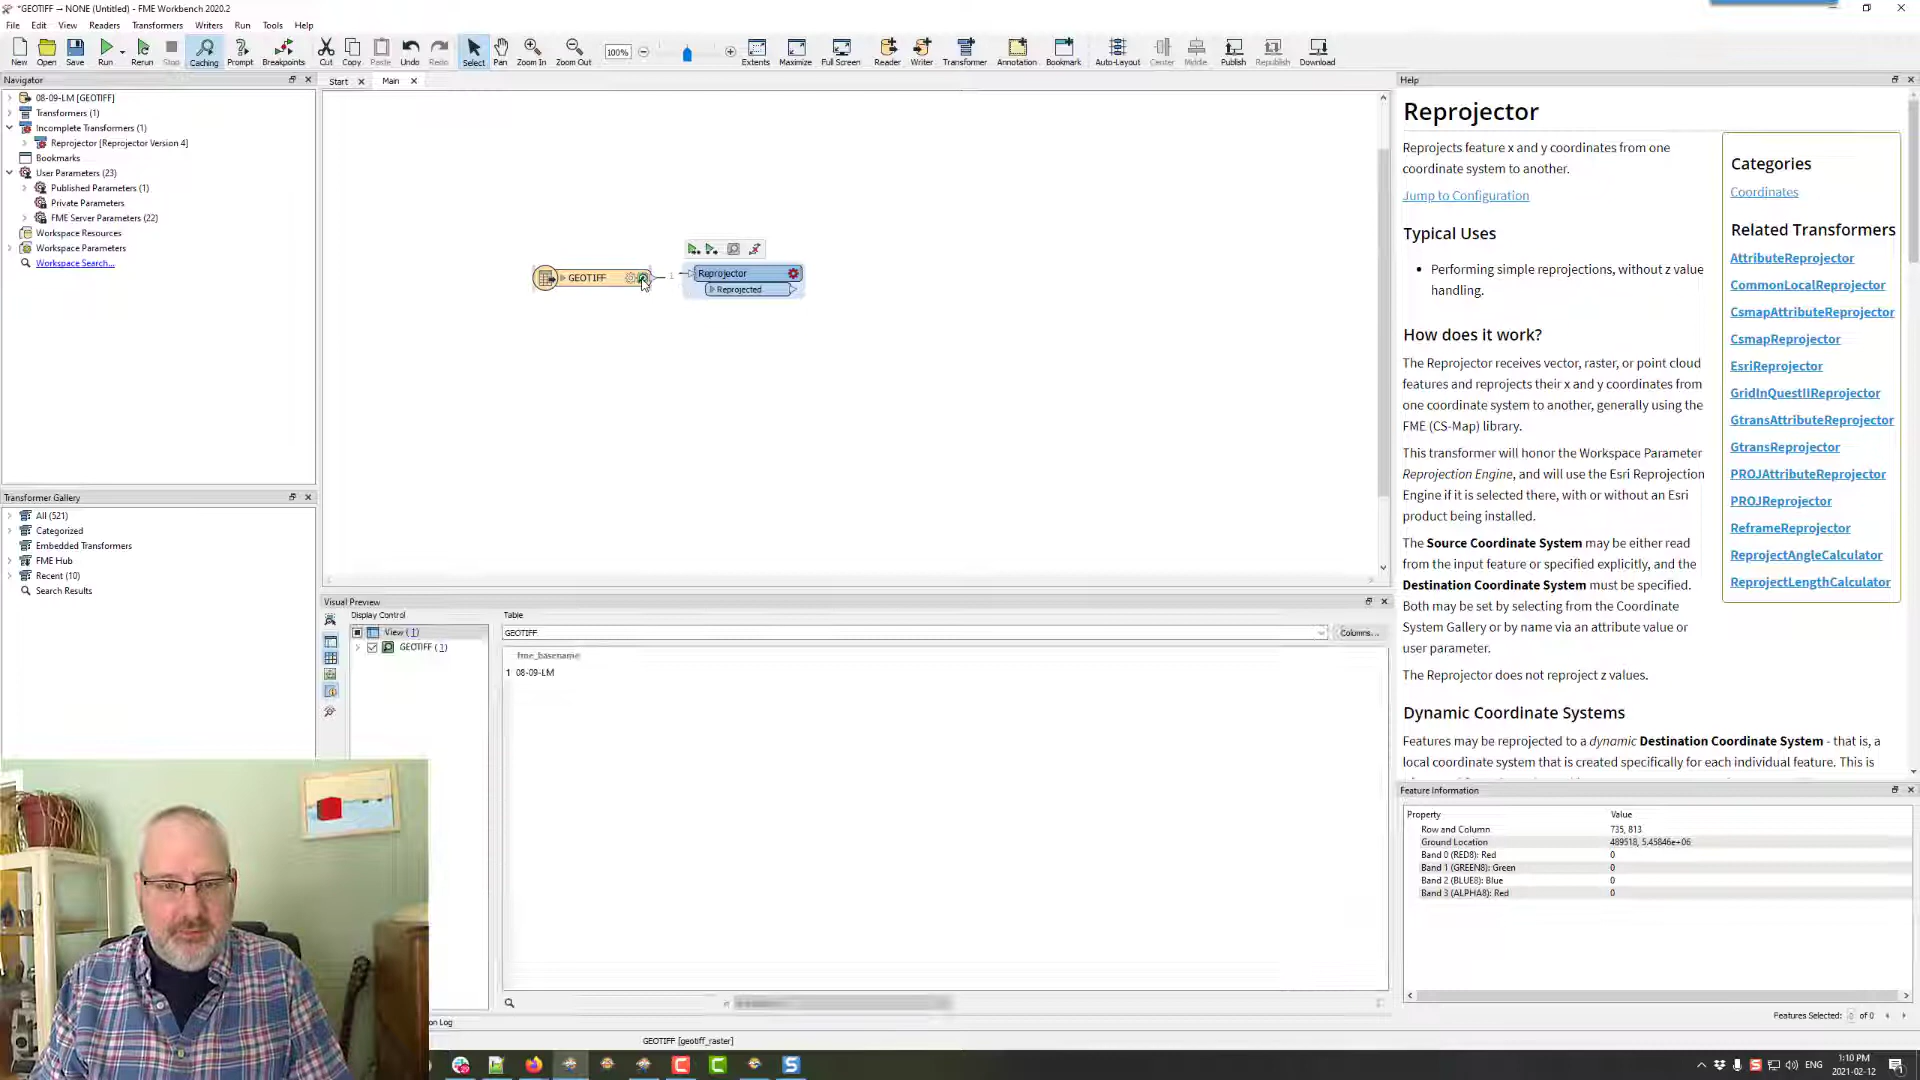 *GEOTIFF → NONE (Untitled) - FME Workbench 2020.2
File Edit View Readers Transformers Writers Run Tools Help
New Open Save Run Rerun Stop Caching Prompt Breakpoints Cut Copy Paste Undo Redo Select Pan Zoom In Zoom Out 100% Extents Maximize Full Screen Reader Writer Transformer Annotation Bookmark Auto-Layout Center Middle Publish Republish Download
Navigator
08-09-LM [GEOTIFF]
Transformers (1)
Incomplete Transformers (1)
Reprojector [Reprojector Version 4]
Bookmarks
User Parameters (23)
Published Parameters (1)
Private Parameters
FME Server Parameters (22)
Workspace Resources
Workspace Parameters
Workspace Search...
Transformer Gallery
All (521)
Categorized
Embedded Transformers
FME Hub
Recent (10)
Search Results
Start Main
GEOTIFF
1
Reprojector
Reprojected
Visual Preview
Display Control
View (1)
GEOTIFF (1)
Table
GEOTIFF
Columns...
fme_basename
1 08-09-LM
on Log
GEOTIFF [geotiff_raster]
Help
Reprojector
Reprojects feature x and y coordinates from one
coordinate system to another.
Jump to Configuration
Typical Uses
• Performing simple reprojections, without z value
handling.
How does it work?
The Reprojector receives vector, raster, or point cloud
features and reprojects their x and y coordinates from
one coordinate system to another, generally using the
FME (CS-Map) library.
This transformer will honor the Workspace Parameter
Reprojection Engine, and will use the Esri Reprojection
Engine if it is selected there, with or without an Esri
product being installed.
The Source Coordinate System may be either read
from the input feature or specified explicitly, and the
Destination Coordinate System must be specified.
Both may be set by selecting from the Coordinate
System Gallery or by name via an attribute value or
user parameter.
The Reprojector does not reproject z values.
Dynamic Coordinate Systems
Features may be reprojected to a dynamic Destination Coordinate System - that is, a
local coordinate system that is created specifically for each individual feature. This is
Categories
Coordinates
Related Transformers
AttributeReprojector
CommonLocalReprojector
CsmapAttributeReprojector
CsmapReprojector
EsriReprojector
GridInQuestIIReprojector
GtransAttributeReprojector
GtransReprojector
PROJAttributeReprojector
PROJReprojector
ReframeReprojector
ReprojectAngleCalculator
ReprojectLengthCalculator
Feature Information
Property Value
Row and Column 735, 813
Ground Location 489518, 5.45846e+06
Band 0 (RED8): Red 0
Band 1 (GREEN8): Green 0
Band 2 (BLUE8): Blue 0
Band 3 (ALPHA8): Red 0
Features Selected: 0 of 0
ENG
1:10 PM
2021-02-12